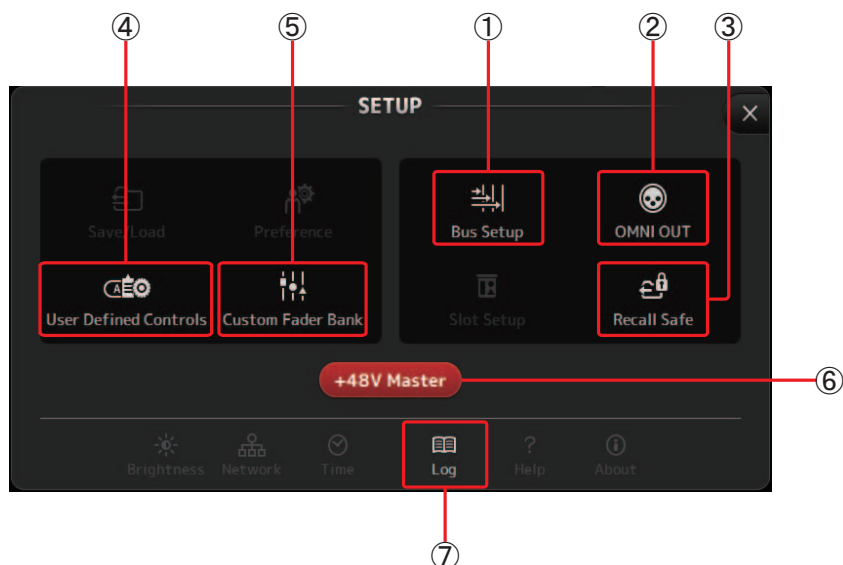 ④ ⑤ ① ② ③
SETUP
Save/Load Preference Bus Setup OMNI OUT
User Defined Controls Custom Fader Bank Slot Setup Recall Safe
+48V Master ⑥
Brightness Network Time Log Help About
⑦